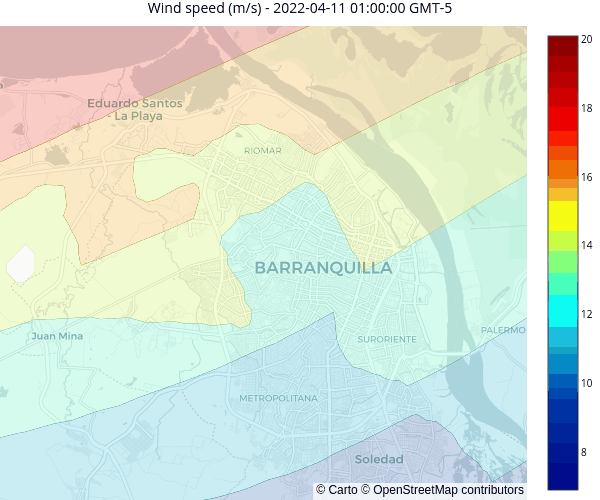 Wind speed (m/s) - 2022-04-11 01:00:00 GMT-5
20
18
16
14
12
10
8
Eduardo Santos
La Playa
RIOMAR
BARRANQUILLA
Juan Mina
SURORIENTE
PALERMO
METROPOLITANA
Soledad
© Carto © OpenStreetMap contributors